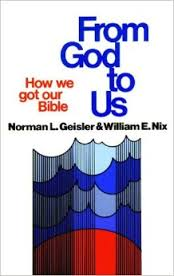 From
God
to
Us
How we
got our
Bible
Norman L. Geisler & William E. Nix